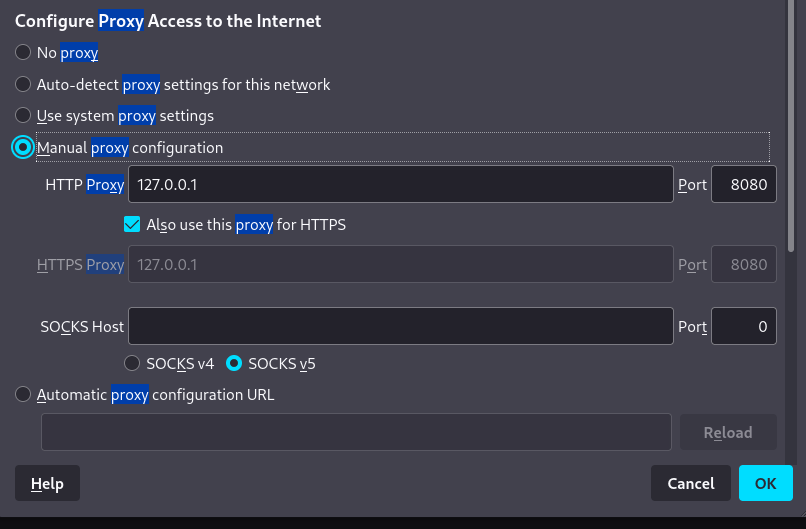 Configure Proxy Access to the Internet
No proxy
Auto-detect proxy settings for this network
Use system proxy settings
Manual proxy configuration
HTTP Proxy 127.0.0.1 Port 8080
Also use this proxy for HTTPS
HTTPS Proxy 127.0.0.1 Port 8080
SOCKS Host Port 0
SOCKS v4 SOCKS v5
Automatic proxy configuration URL
Reload
Help Cancel OK